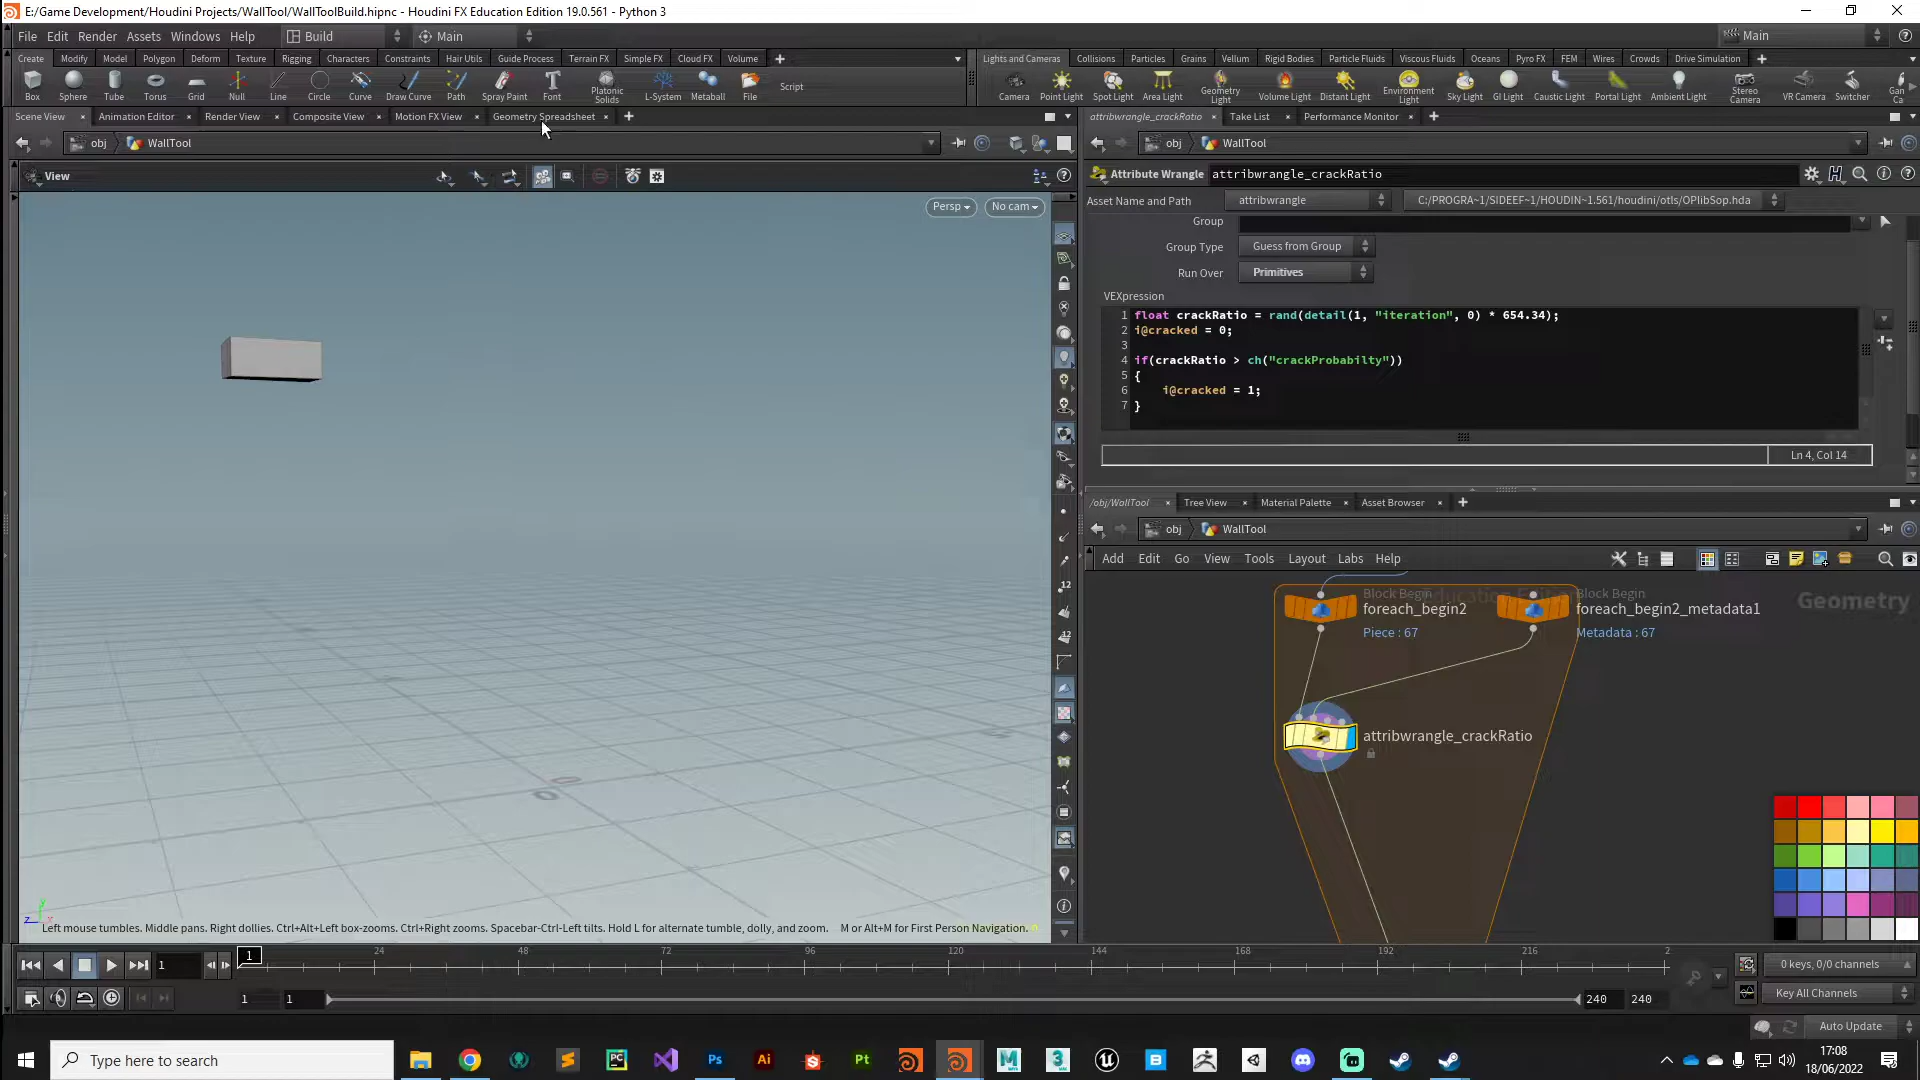 E:/Game Development/Houdini Projects/WallTool/WallToolBuild.hipnc - Houdini FX Education Edition 19.0.561 - Python 3
File Edit Render Assets Windows Help Build Main Main
Create Modify Model Polygon Deform Texture Rigging Characters Constraints Hair Utils Guide Process Terrain FX Simple FX Cloud FX Volume
Lights and Cameras Collisions Particles Grains Vellum Rigid Bodies Particle Fluids Viscous Fluids Oceans Pyro FX FEM Wires Crowds Drive Simulation
Box Sphere Tube Torus Grid Null Line Circle Curve Draw Curve Path Spray Paint Font Platonic Solids L-System Metaball File Script
Camera Point Light Spot Light Area Light Geometry Light Volume Light Distant Light Environment Light Sky Light GI Light Caustic Light Portal Light Ambient Light Stereo Camera VR Camera Switcher
Scene View Animation Editor Render View Composite View Motion FX View Geometry Spreadsheet
attribwrangle_crackRatio Take List Performance Monitor
obj WallTool
obj WallTool
View
Persp No cam
Attribute Wrangle attribwrangle_crackRatio
Asset Name and Path attribwrangle C:/PROGRA~1/SIDEEF~1/HOUDIN~1.561/houdini/otls/OPlibSop.hda
Group
Group Type Guess from Group
Run Over Primitives
VEXpression
1 float crackRatio = rand(detail(1, "iteration", 0) * 654.34);
2 i@cracked = 0;
3
4 if(crackRatio > ch("crackProbabilty"))
5 {
6 i@cracked = 1;
7 }
Ln 4, Col 14
/obj/WallTool Tree View Material Palette Asset Browser
obj WallTool
Add Edit Go View Tools Layout Labs Help
Block Begin
foreach_begin2
Piece : 67
Block Begin
foreach_begin2_metadata1
Metadata : 67
Geometry
attribwrangle_crackRatio
12
12
Left mouse tumbles. Middle pans. Right dollies. Ctrl+Alt+Left box-zooms. Ctrl+Right zooms. Spacebar-Ctrl-Left tilts. Hold L for alternate tumble, dolly, and zoom. M or Alt+M for First Person Navigation.
1 1 24 48 72 96 120 144 168 192 216 2
0 keys, 0/0 channels
1 1 240 240
Key All Channels
Auto Update
Type here to search
17:08
18/06/2022